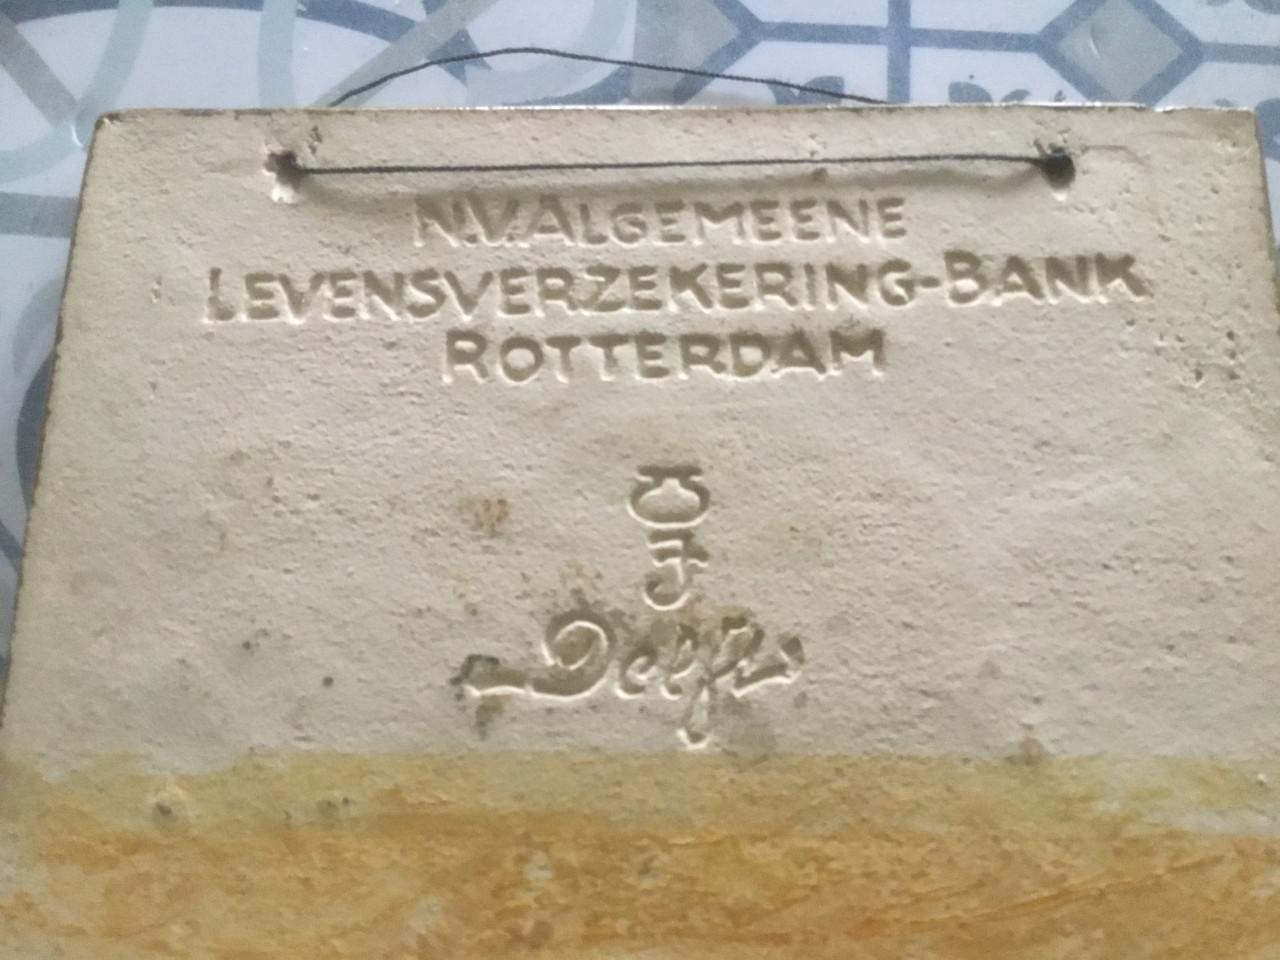 N.V. ALGEMEENE
LEVENSVERZEKERING-BANK
ROTTERDAM
Delft